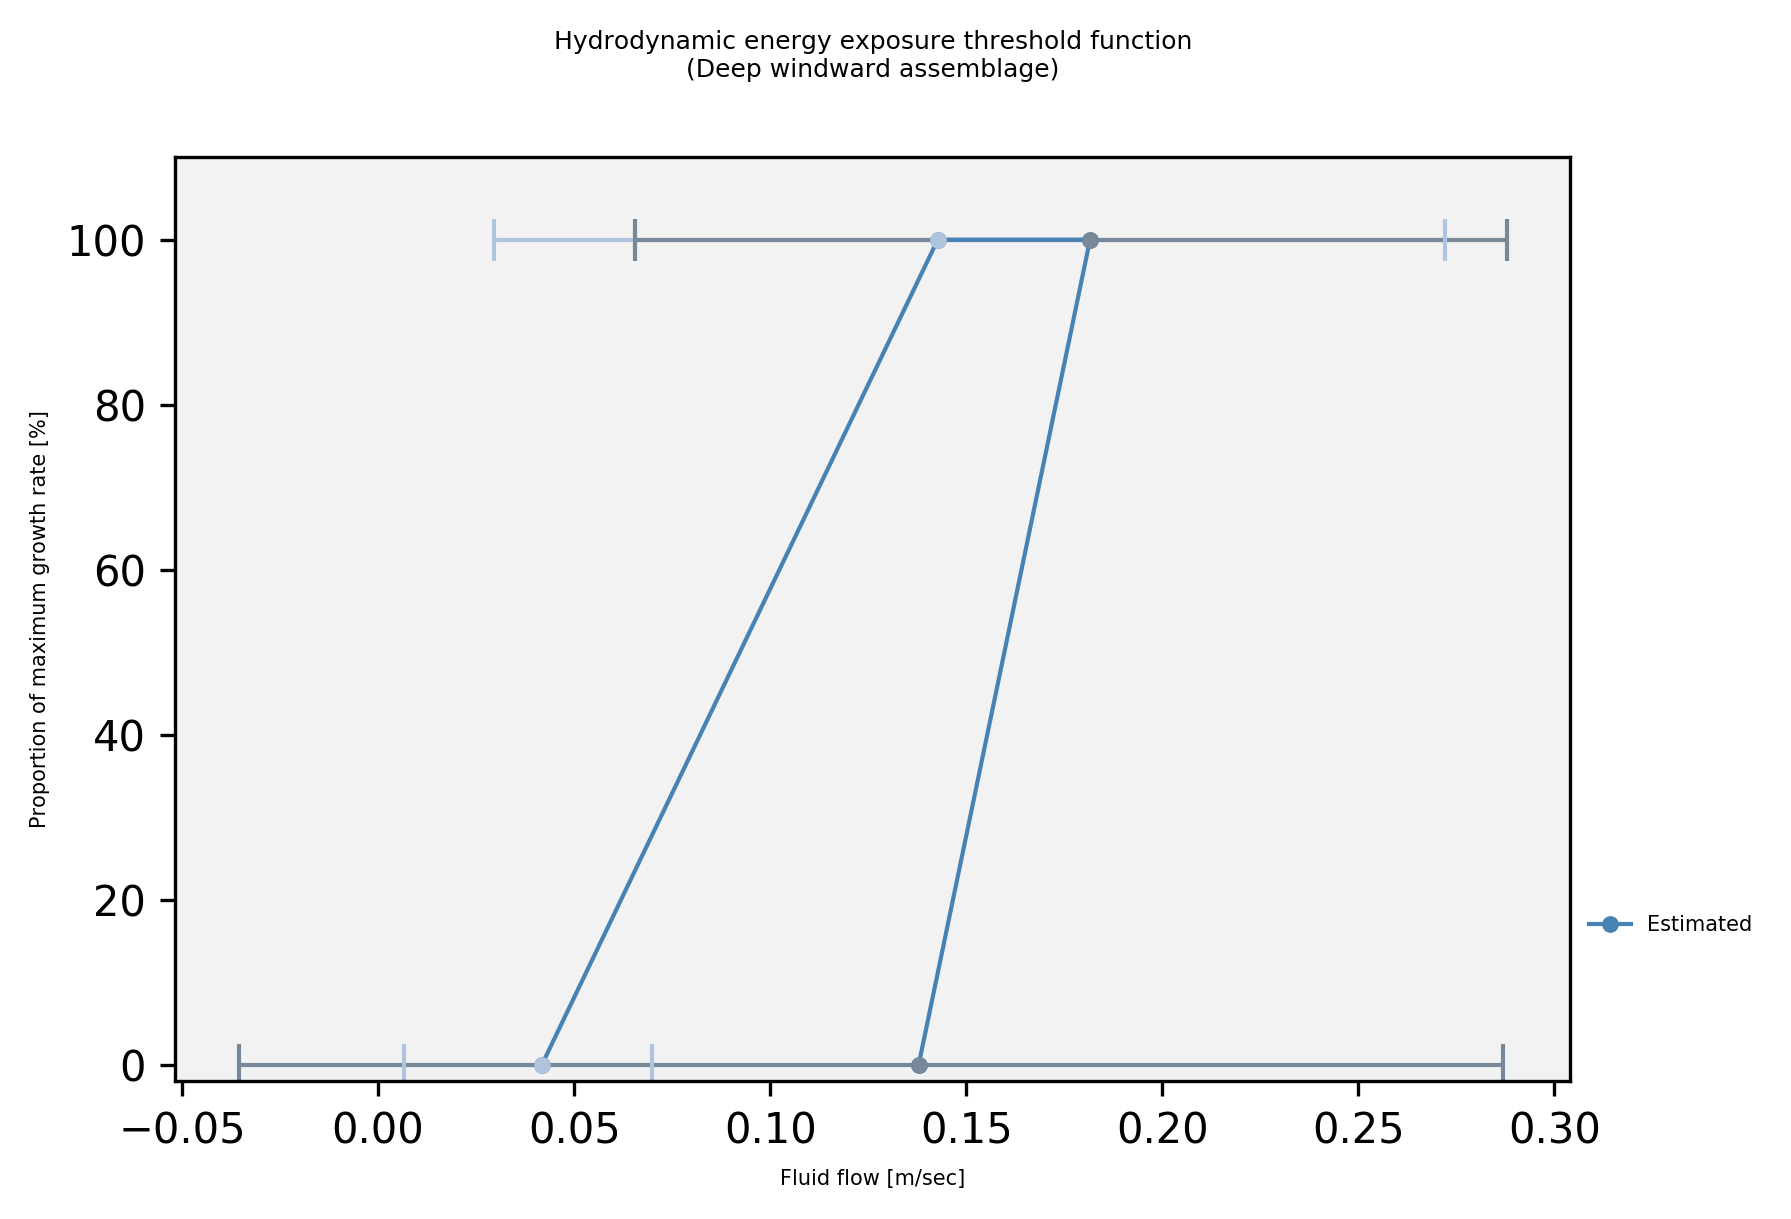 Hydrodynamic energy exposure threshold function
(Deep windward assemblage)
100
80
60
40
20
0
Proportion of maximum growth rate [%]
−0.05 0.00 0.05 0.10 0.15 0.20 0.25 0.30
Fluid flow [m/sec]
Estimated